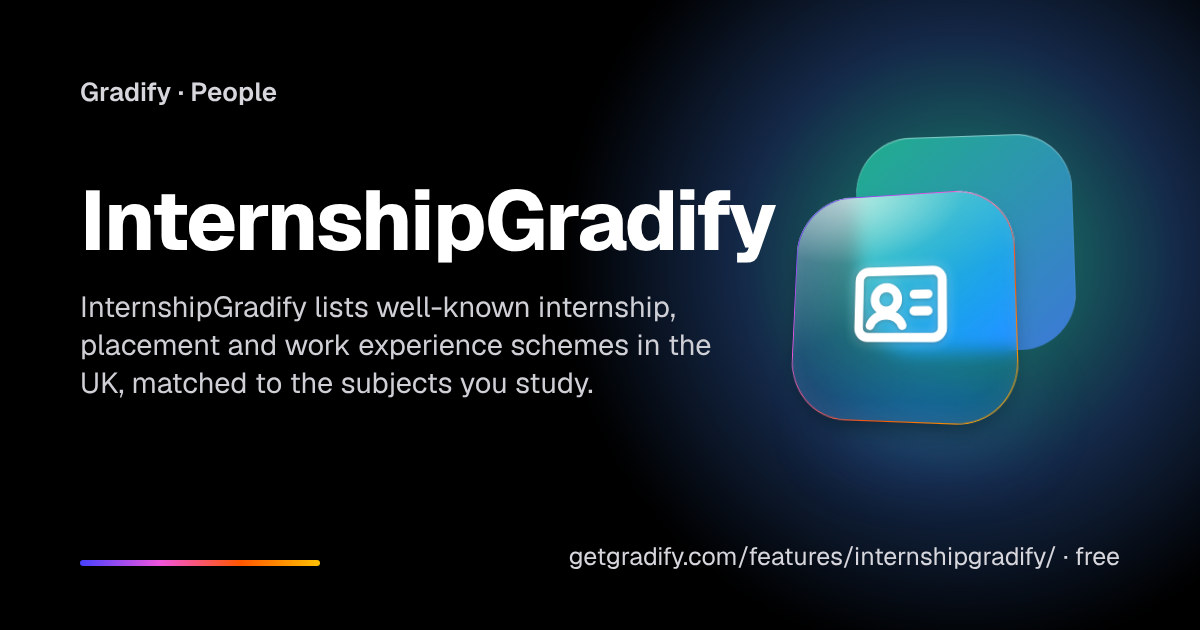 Gradify · People
InternshipGradify
InternshipGradify lists well-known internship,
placement and work experience schemes in the
UK, matched to the subjects you study.
getgradify.com/features/internshipgradify/ · free